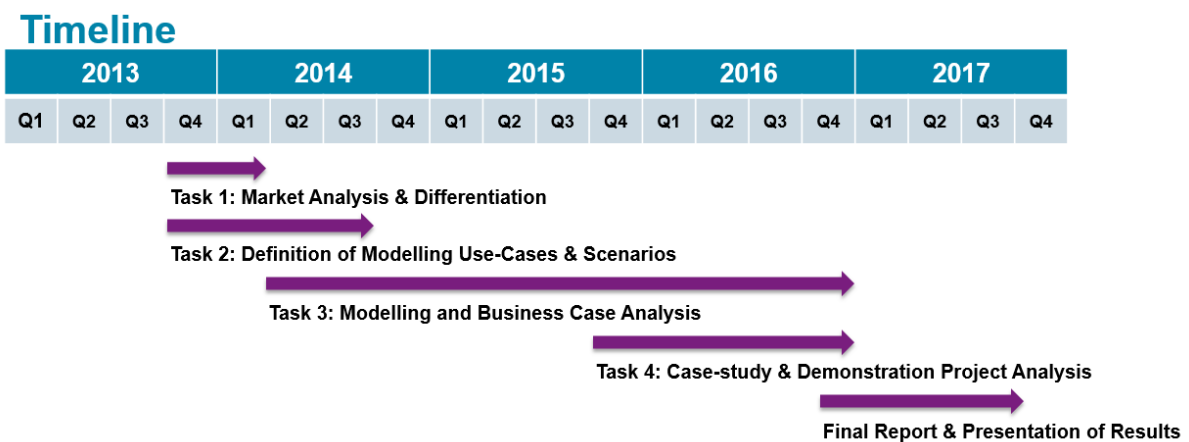 Timeline
2013 2014 2015 2016 2017
Q1 Q2 Q3 Q4 Q1 Q2 Q3 Q4 Q1 Q2 Q3 Q4 Q1 Q2 Q3 Q4 Q1 Q2 Q3 Q4
Task 1: Market Analysis & Differentiation
Task 2: Definition of Modelling Use-Cases & Scenarios
Task 3: Modelling and Business Case Analysis
Task 4: Case-study & Demonstration Project Analysis
Final Report & Presentation of Results